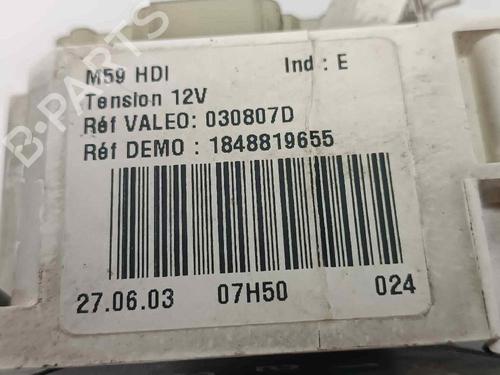 B-PARTS
M59 HDI Ind : E
Tension 12V
Réf VALEO: 030807D
Réf DEMO : 1848819655
27.06.03 07H50 024